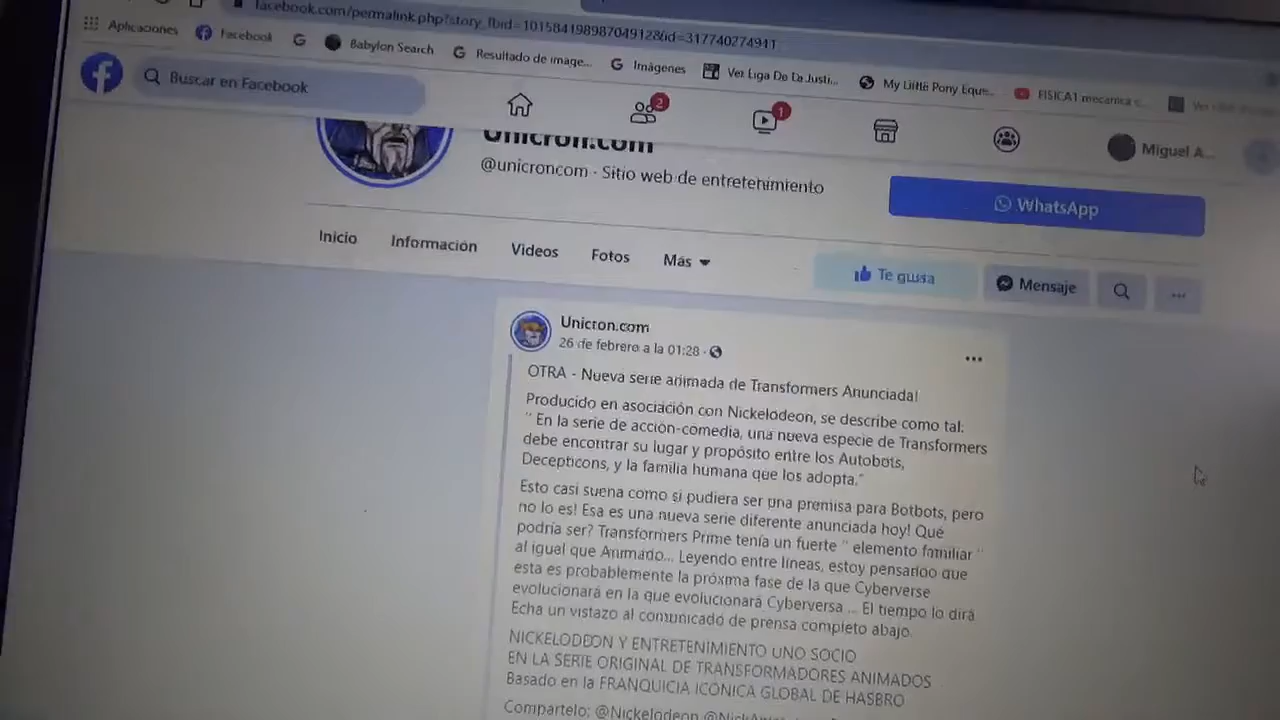 facebook.com/permalink.php?story_fbid=10158419898704912&id=317740274941
Aplicaciones Facebook Babylon Search Resultado de image... Imágenes Ver Liga De La Justi... My Little Pony Eque... FISICA1 mecanica c... Ver
Buscar en Facebook
2
1
Miguel A...
Unicron.com
@unicroncom · Sitio web de entretenimiento
WhatsApp
Inicio Información Videos Fotos Más
Te gusta Mensaje ...
Unicron.com
26 de febrero a la 01:28 ·
OTRA - Nueva serie animada de Transformers Anunciada!
Producido en asociación con Nickelodeon, se describe como tal:
" En la serie de acción-comedia, una nueva especie de Transformers
debe encontrar su lugar y propósito entre los Autobots,
Decepticons, y la familia humana que los adopta."
Esto casi suena como si pudiera ser una premisa para Botbots, pero
no lo es! Esa es una nueva serie diferente anunciada hoy! Qué
podría ser? Transformers Prime tenía un fuerte " elemento familiar "
al igual que Animado... Leyendo entre líneas, estoy pensando que
esta es probablemente la próxima fase de la que Cyberverse
evolucionará en la que evolucionará Cyberversa ... El tiempo lo dirá
Echa un vistazo al comunicado de prensa completo abajo.
NICKELODEON Y ENTRETENIMIENTO UNO SOCIO
EN LA SERIE ORIGINAL DE TRANSFORMADORES ANIMADOS
Basado en la FRANQUICIA ICÓNICA GLOBAL DE HASBRO
Compartelo: @Nickelodeon